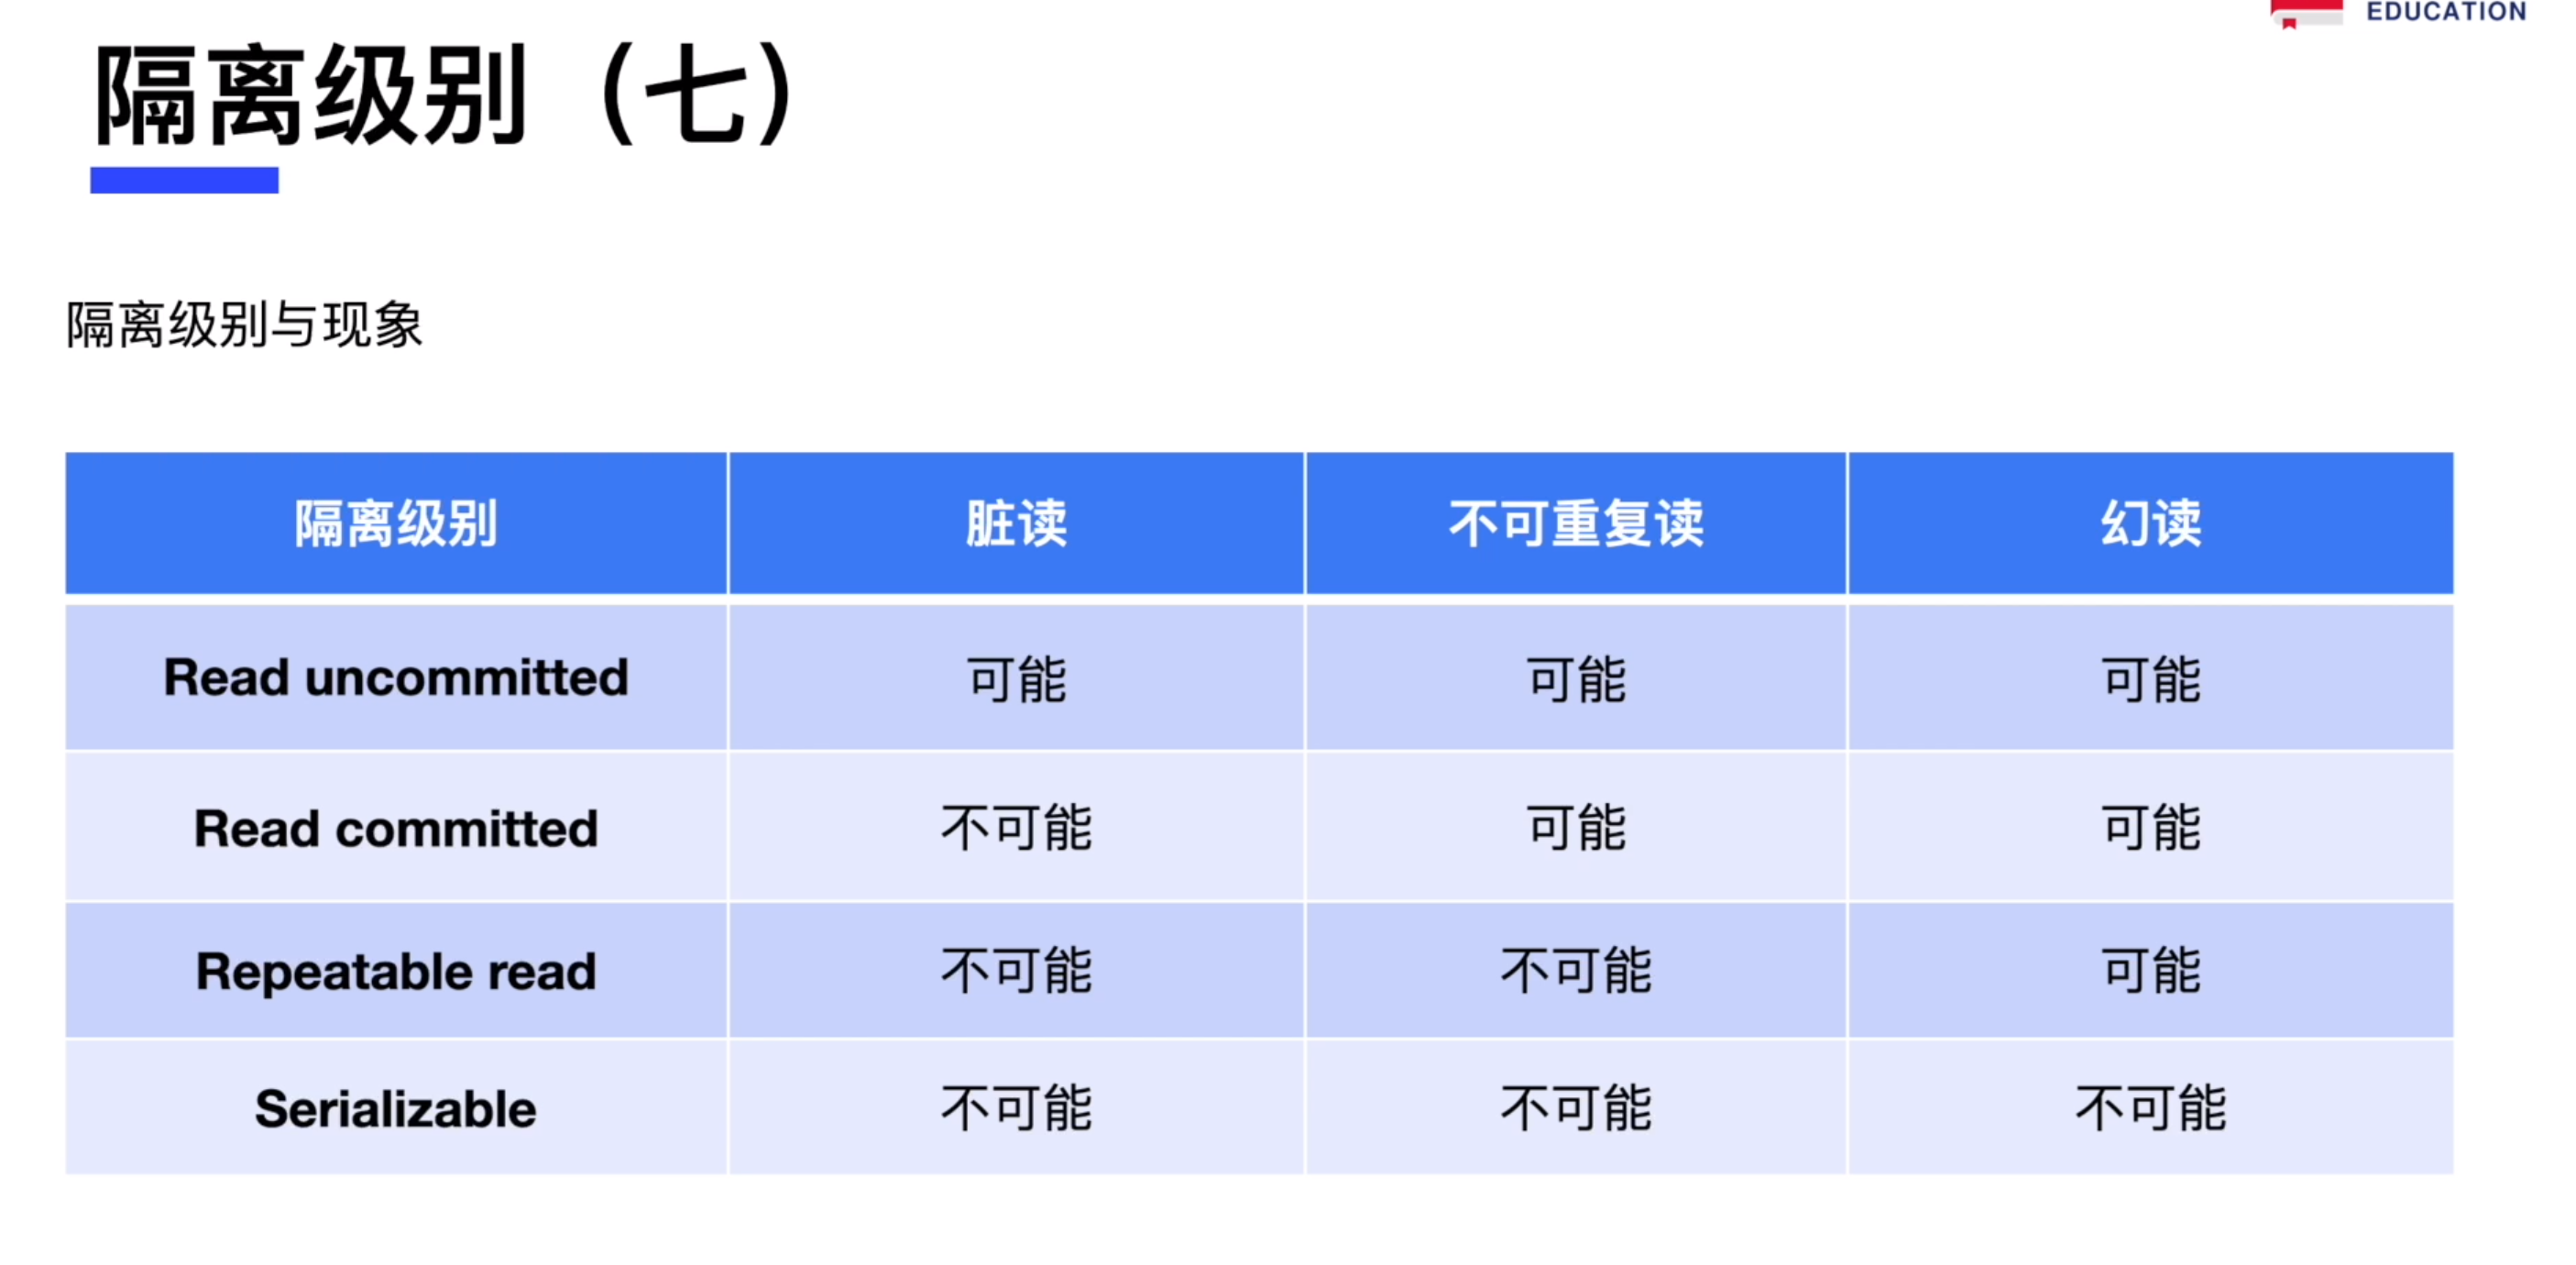 EDUCATION
隔离级别（七）
隔离级别与现象
隔离级别 脏读 不可重复读 幻读
Read uncommitted 可能 可能 可能
Read committed 不可能 可能 可能
Repeatable read 不可能 不可能 可能
Serializable 不可能 不可能 不可能